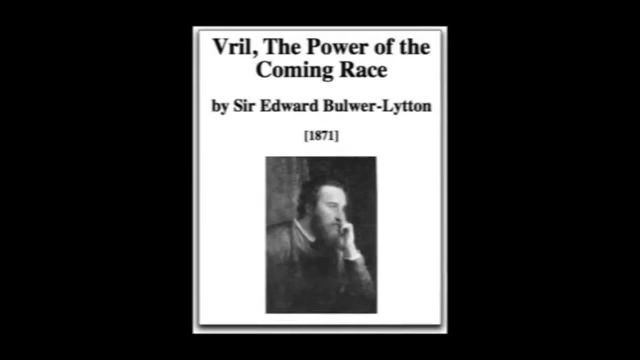 Vril, The Power of the
Coming Race
by Sir Edward Bulwer-Lytton
[1871]